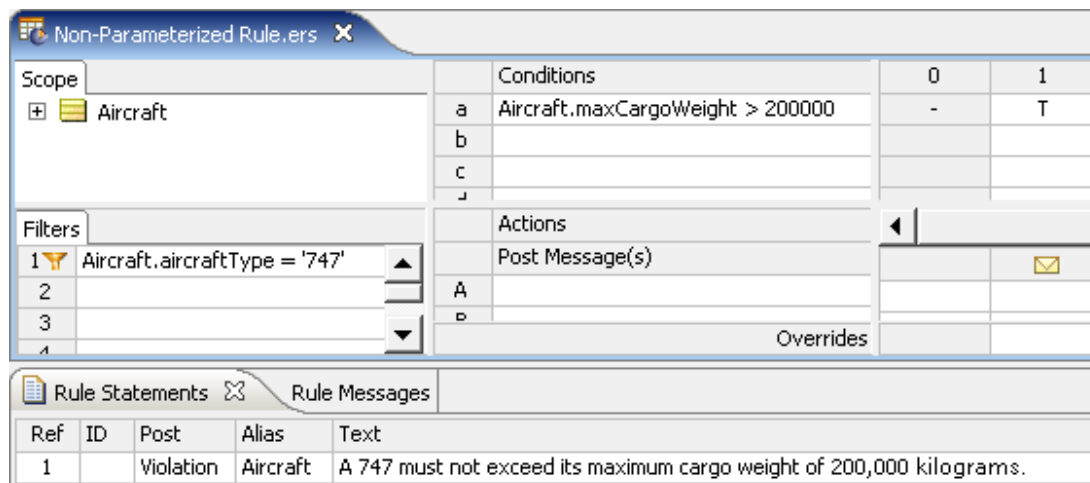 Non-Parameterized Rule.ers
Scope
Aircraft
Conditions 0 1
a Aircraft.maxCargoWeight > 200000 - T
b
c
Filters
1 Aircraft.aircraftType = '747'
2
3
Actions
Post Message(s)
A
Overrides
Rule Statements Rule Messages
Ref ID Post Alias Text
1 Violation Aircraft A 747 must not exceed its maximum cargo weight of 200,000 kilograms.